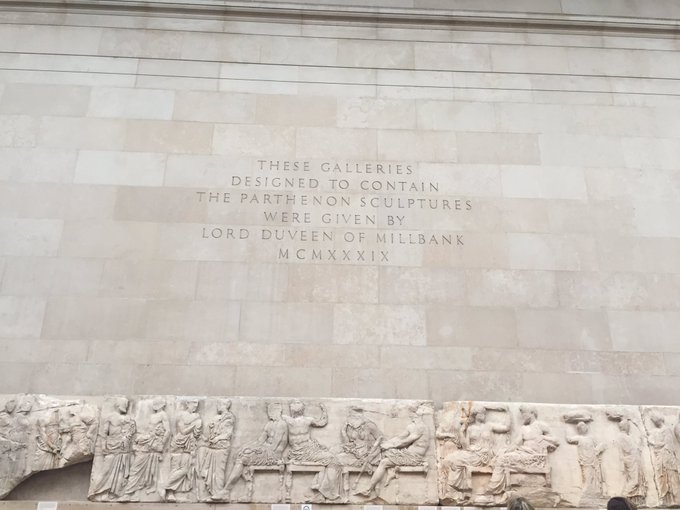 THESE GALLERIES
DESIGNED TO CONTAIN
THE PARTHENON SCULPTURES
WERE GIVEN BY
LORD DUVEEN OF MILLBANK
MCMXXXIX